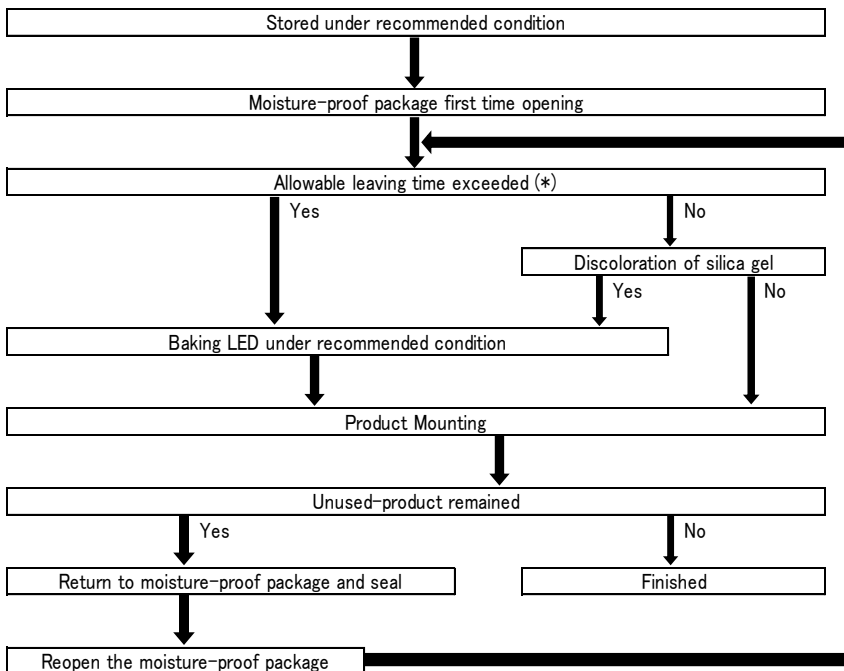 Stored under recommended condition
Moisture-proof package first time opening
Allowable leaving time exceeded (*)
Yes
No
Discoloration of silica gel
Yes
No
Baking LED under recommended condition
Product Mounting
Unused-product remained
Yes
No
Return to moisture-proof package and seal
Finished
Reopen the moisture-proof package